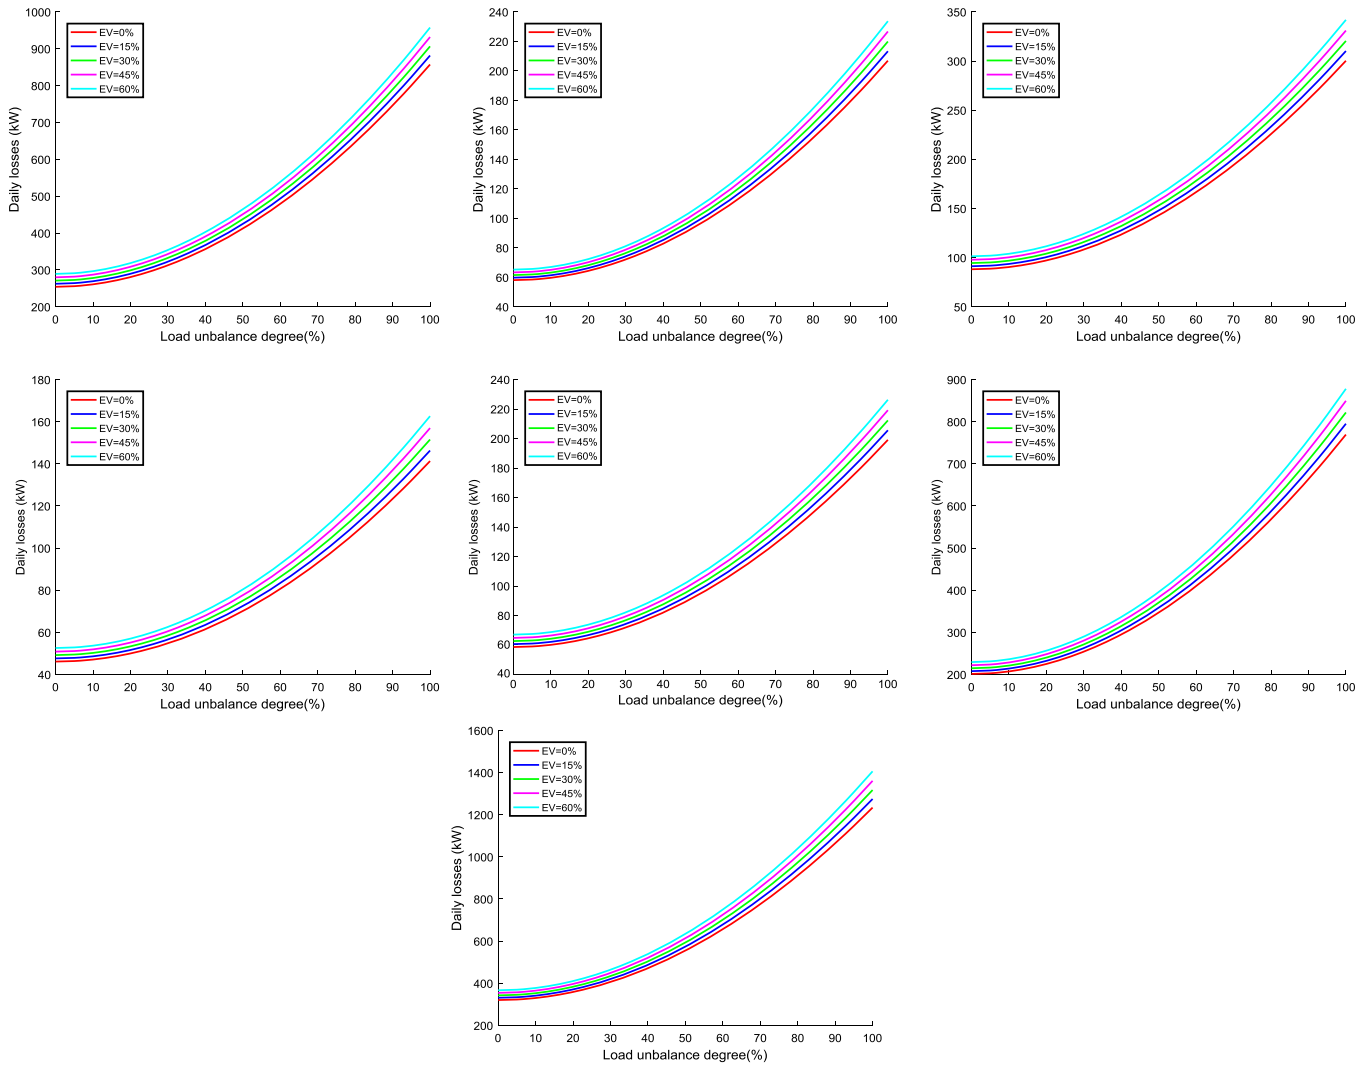 1000
900
800
700
600
500
400
300
200
Daily losses (kW)
EV=0%
EV=15%
EV=30%
EV=45%
EV=60%
0 10 20 30 40 50 60 70 80 90 100
Load unbalance degree(%)
240
220
200
180
160
140
120
100
80
60
40
Daily losses (kW)
EV=0%
EV=15%
EV=30%
EV=45%
EV=60%
0 10 20 30 40 50 60 70 80 90 100
Load unbalance degree(%)
350
300
250
200
150
100
50
Daily losses (kW)
EV=0%
EV=15%
EV=30%
EV=45%
EV=60%
0 10 20 30 40 50 60 70 80 90 100
Load unbalance degree(%)
180
160
140
120
100
80
60
40
Daily losses (kW)
EV=0%
EV=15%
EV=30%
EV=45%
EV=60%
0 10 20 30 40 50 60 70 80 90 100
Load unbalance degree(%)
240
220
200
180
160
140
120
100
80
60
40
Daily losses (kW)
EV=0%
EV=15%
EV=30%
EV=45%
EV=60%
0 10 20 30 40 50 60 70 80 90 100
Load unbalance degree(%)
900
800
700
600
500
400
300
200
Daily losses (kW)
EV=0%
EV=15%
EV=30%
EV=45%
EV=60%
0 10 20 30 40 50 60 70 80 90 100
Load unbalance degree(%)
1600
1400
1200
1000
800
600
400
200
Daily losses (kW)
EV=0%
EV=15%
EV=30%
EV=45%
EV=60%
0 10 20 30 40 50 60 70 80 90 100
Load unbalance degree(%)